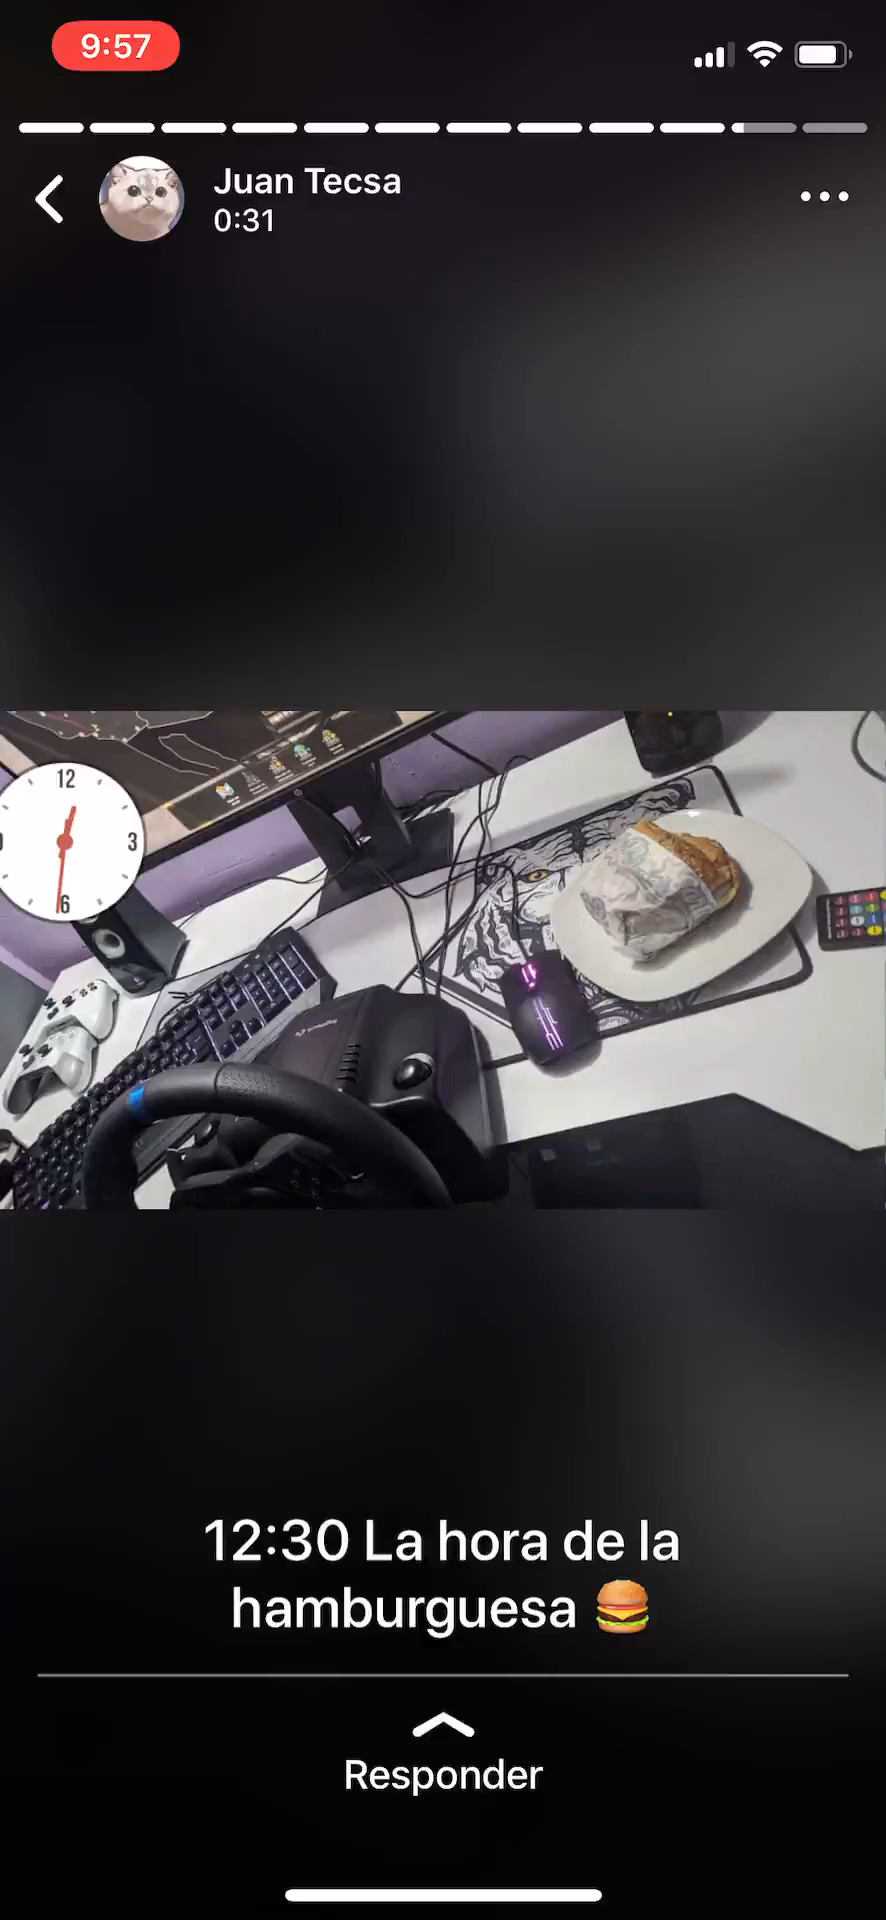 9:57
Juan Tecsa
0:31
12
3
6
12:30 La hora de la
hamburguesa 🍔
Responder